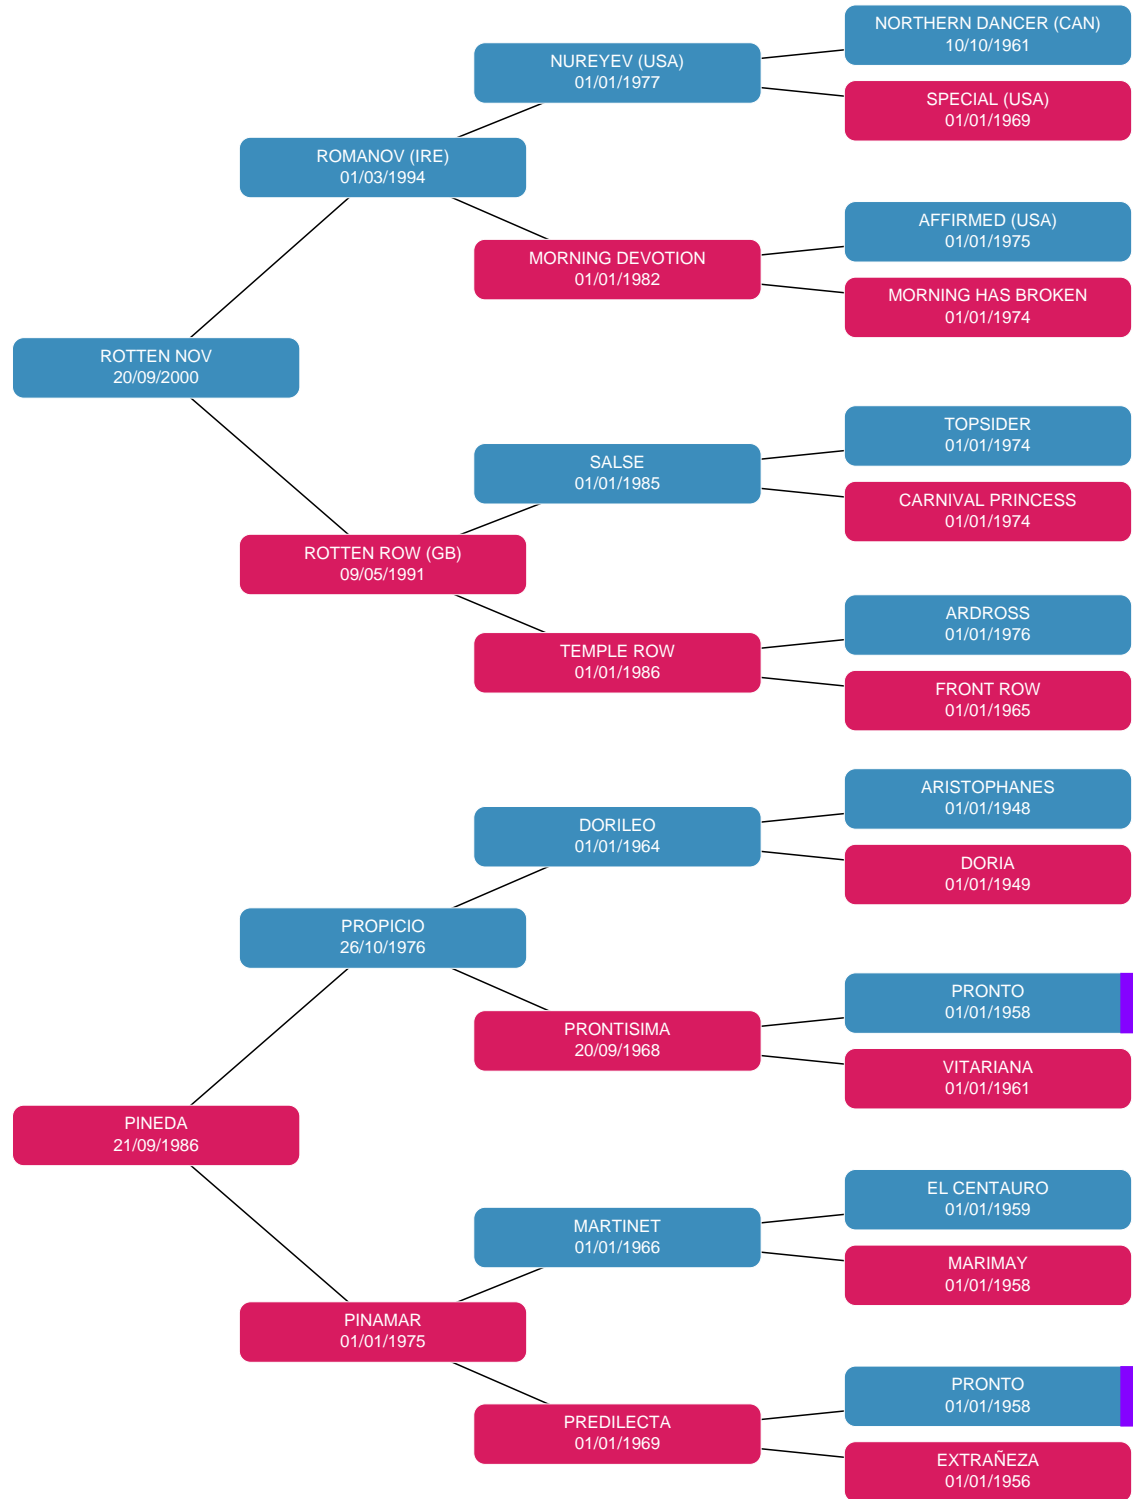 NORTHERN DANCER (CAN)
10/10/1961
NUREYEV (USA)
01/01/1977
SPECIAL (USA)
01/01/1969
ROMANOV (IRE)
01/03/1994
AFFIRMED (USA)
01/01/1975
MORNING DEVOTION
01/01/1982
MORNING HAS BROKEN
01/01/1974
ROTTEN NOV
20/09/2000
TOPSIDER
01/01/1974
SALSE
01/01/1985
CARNIVAL PRINCESS
01/01/1974
ROTTEN ROW (GB)
09/05/1991
ARDROSS
01/01/1976
TEMPLE ROW
01/01/1986
FRONT ROW
01/01/1965
ARISTOPHANES
01/01/1948
DORILEO
01/01/1964
DORIA
01/01/1949
PROPICIO
26/10/1976
PRONTO
01/01/1958
PRONTISIMA
20/09/1968
VITARIANA
01/01/1961
PINEDA
21/09/1986
EL CENTAURO
01/01/1959
MARTINET
01/01/1966
MARIMAY
01/01/1958
PINAMAR
01/01/1975
PRONTO
01/01/1958
PREDILECTA
01/01/1969
EXTRAÑEZA
01/01/1956